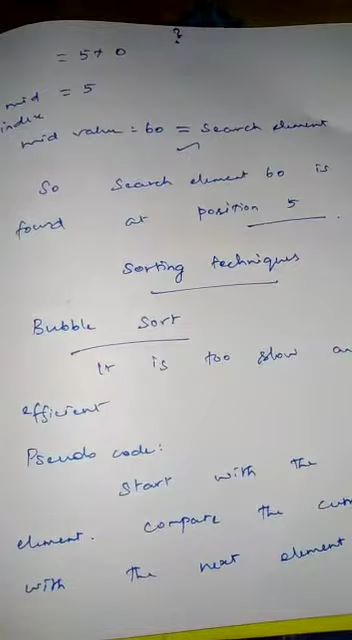 ?
= 5+0
mid = 5
index
mid value = 60 = search element
So search element 60 is
found at position 5.
Sorting techniques
Bubble sort
It is too slow an
efficient
Pseudo code:
Start with the
element. Compare the curr
with the next element